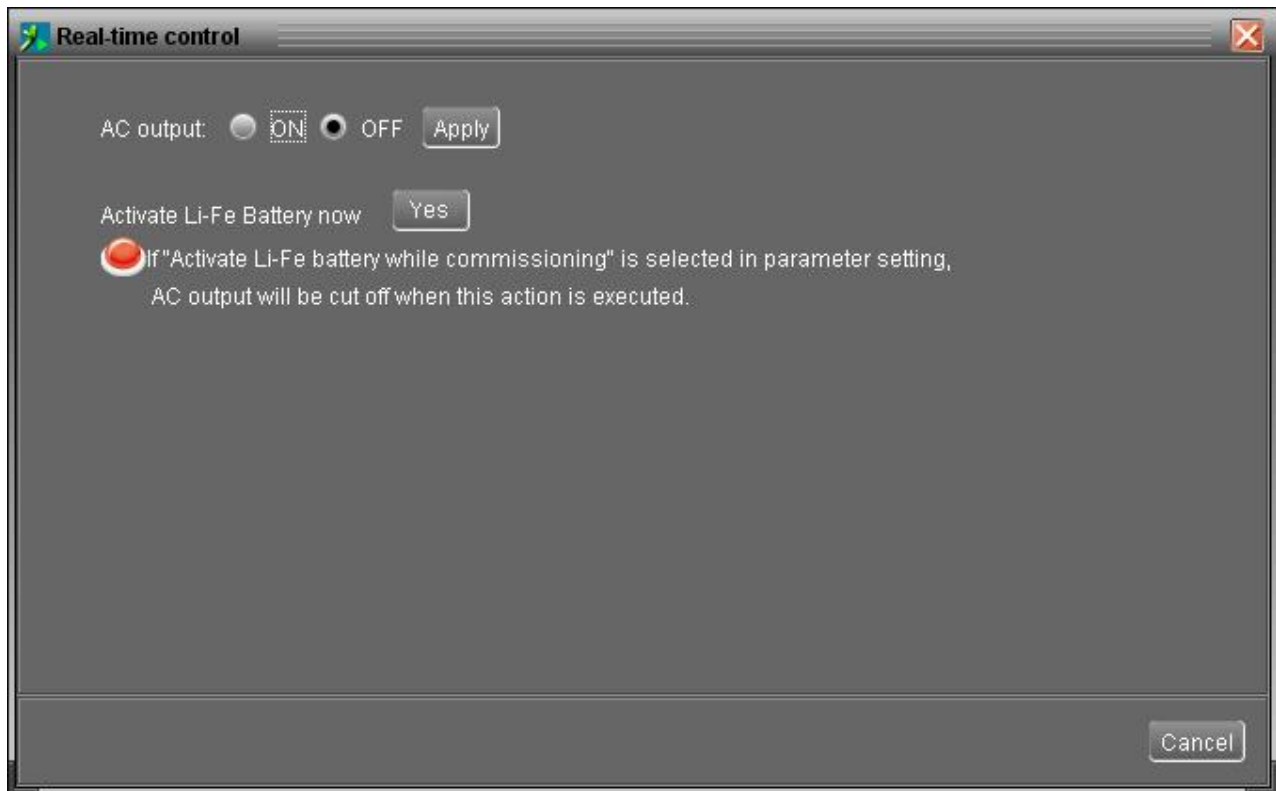 Real-time control
AC output: ON OFF Apply
Activate Li-Fe Battery now Yes
If "Activate Li-Fe battery while commissioning" is selected in parameter setting,
AC output will be cut off when this action is executed.
Cancel